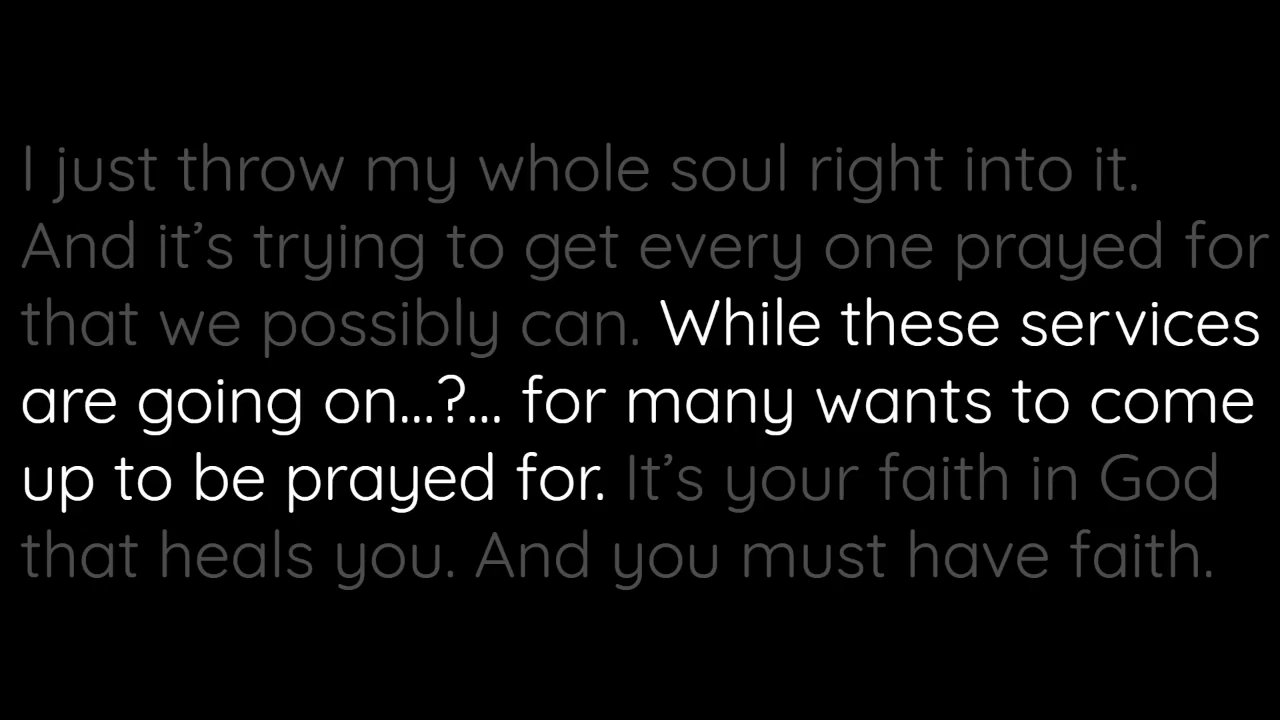 I just throw my whole soul right into it.
And it’s trying to get every one prayed for
that we possibly can. While these services
are going on...?... for many wants to come
up to be prayed for. It’s your faith in God
that heals you. And you must have faith.